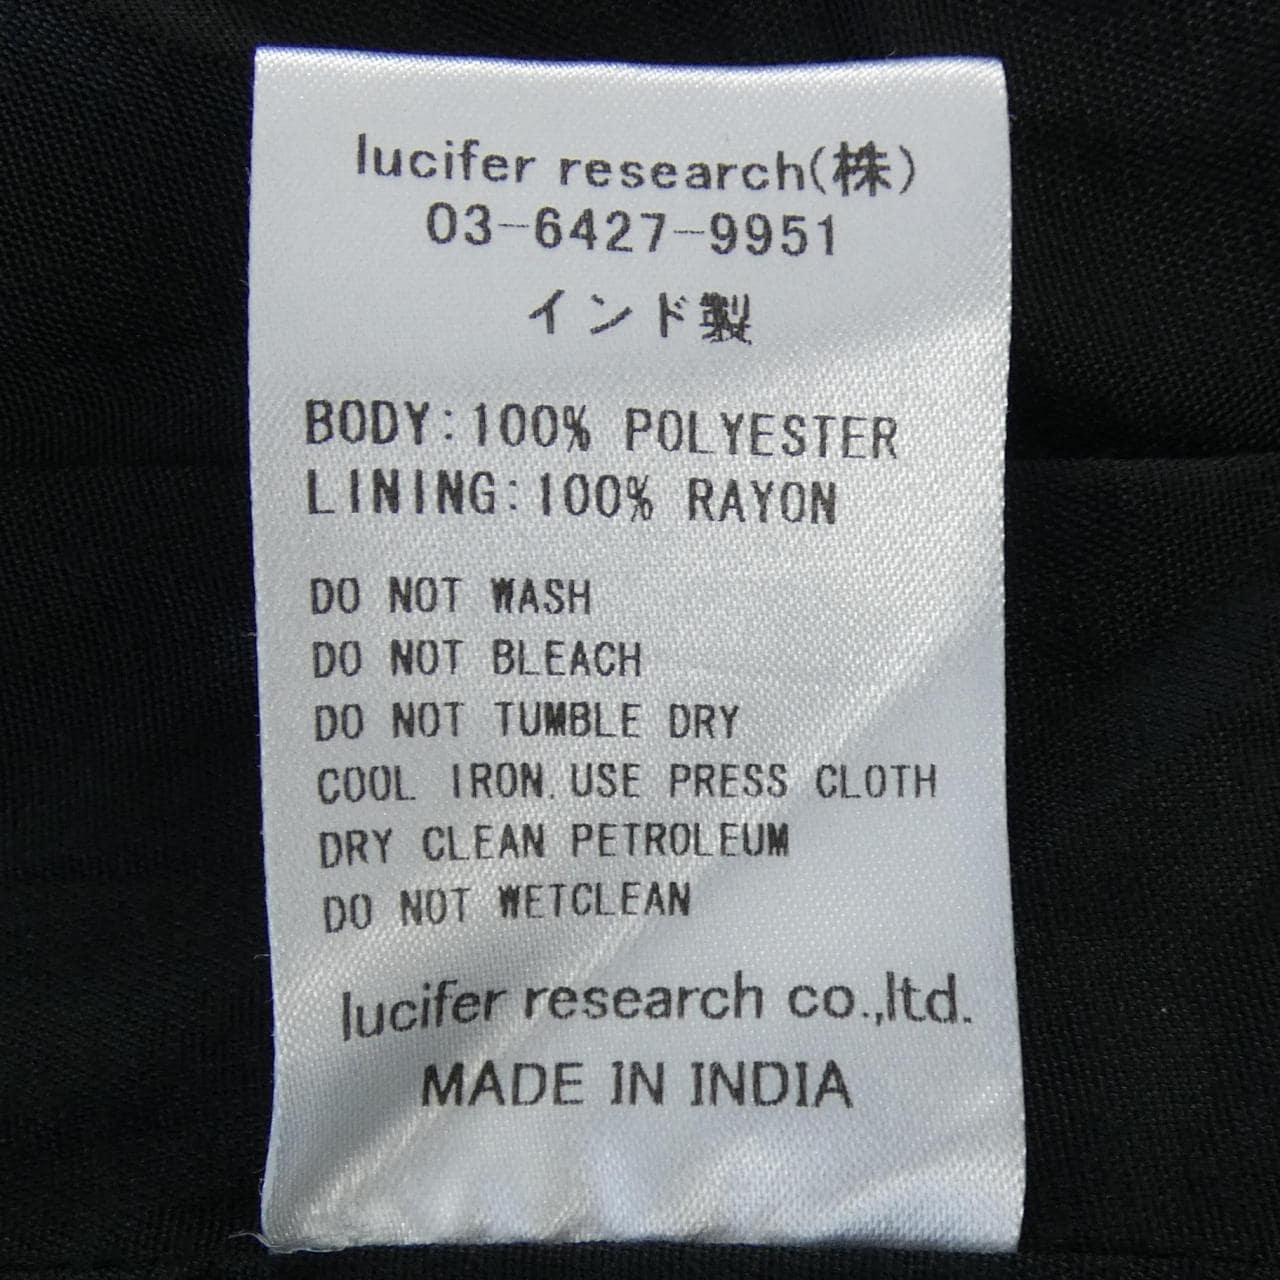 lucifer research(株)
03-6427-9951
インド製
BODY:100% POLYESTER
LINING:100% RAYON
DO NOT WASH
DO NOT BLEACH
DO NOT TUMBLE DRY
COOL IRON.USE PRESS CLOTH
DRY CLEAN PETROLEUM
DO NOT WETCLEAN
lucifer research co.,ltd.
MADE IN INDIA